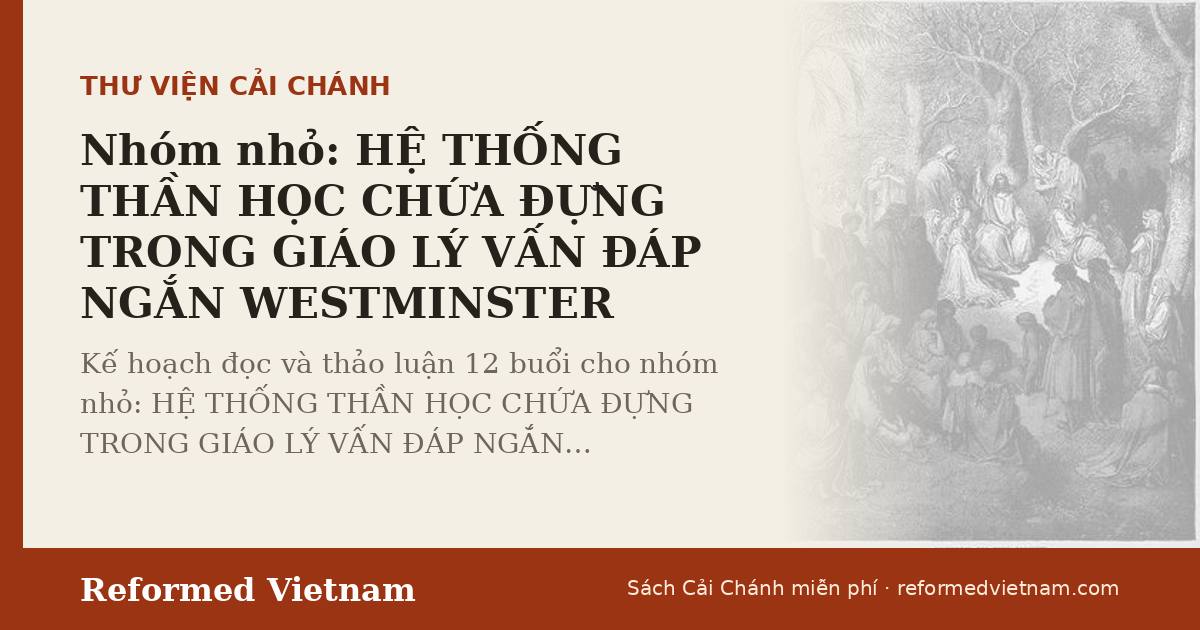 THƯ VIỆN CẢI CHÁNH
Nhóm nhỏ: HỆ THỐNG
THẦN HỌC CHỨA ĐỰNG
TRONG GIÁO LÝ VẤN ĐÁP
NGẮN WESTMINSTER
Kế hoạch đọc và thảo luận 12 buổi cho nhóm
nhỏ: HỆ THỐNG THẦN HỌC CHỨA ĐỰNG
TRONG GIÁO LÝ VẤN ĐÁP NGẮN...
Reformed Vietnam
Sách Cải Chánh miễn phí · reformedvietnam.com